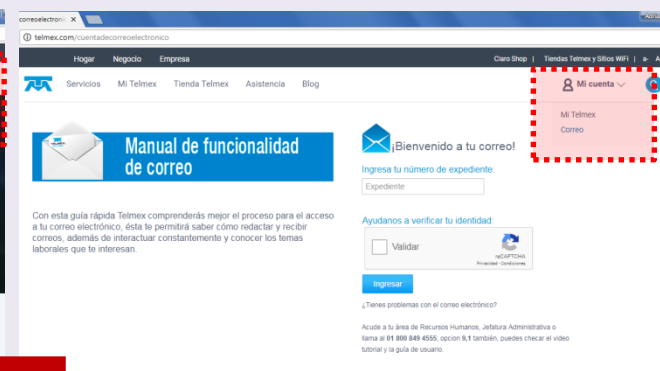 correoelectroni
telmex.com/cuentadecorreoelectronico
Hogar Negocio Empresa Claro Shop | Tiendas Telmex y Sitios WiFi | a- A
Servicios Mi Telmex Tienda Telmex Asistencia Blog Mi cuenta
Mi Telmex
Correo
Manual de funcionalidad
de correo
¡Bienvenido a tu correo!
Ingresa tu número de expediente:
Expediente
Con esta guía rápida Telmex comprenderás mejor el proceso para el acceso
a tu correo electrónico, ésta te permitirá saber cómo redactar y recibir
correos, además de interactuar constantemente y conocer los temas
laborales que te interesan.
Ayudanos a verificar tu identidad:
Validar
reCAPTCHA
Privacidad - Condiciones
Ingresar
¿Tienes problemas con el correo electrónico?
Acude a tu área de Recursos Humanos, Jefatura Administrativa o
llama al 01 800 849 4555, opcion 9,1 también, puedes checar el video
tutorial y la guía de usuario.